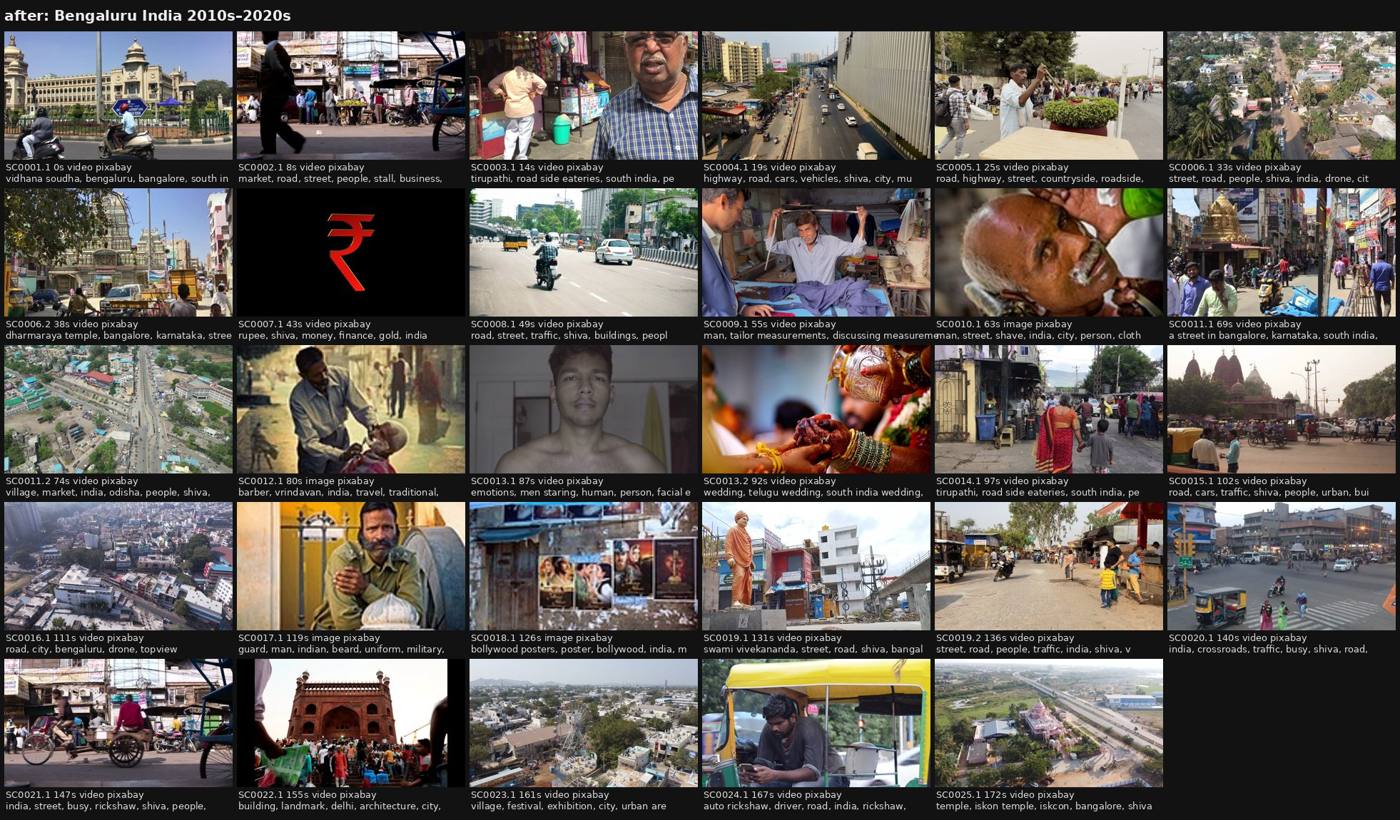 after: Bengaluru India 2010s–2020s
SC0001.1 0s video pixabay
vidhana soudha, bengaluru, bangalore, south in
SC0002.1 8s video pixabay
market, road, street, people, stall, business,
SC0003.1 14s video pixabay
tirupathi, road side eateries, south india, pe
SC0004.1 19s video pixabay
highway, road, cars, vehicles, shiva, city, mu
SC0005.1 25s video pixabay
road, highway, street, countryside, roadside,
SC0006.1 33s video pixabay
street, road, people, shiva, india, drone, cit
SC0006.2 38s video pixabay
dharmaraya temple, bangalore, karnataka, stree
SC0007.1 43s video pixabay
rupee, shiva, money, finance, gold, india
SC0008.1 49s video pixabay
road, street, traffic, shiva, buildings, peopl
SC0009.1 55s video pixabay
man, tailor measurements, discussing measureme
SC0010.1 63s image pixabay
man, street, shave, india, city, person, cloth
SC0011.1 69s video pixabay
a street in bangalore, karnataka, south india,
SC0011.2 74s video pixabay
village, market, india, odisha, people, shiva,
SC0012.1 80s image pixabay
barber, vrindavan, india, travel, traditional,
SC0013.1 87s video pixabay
emotions, men staring, human, person, facial e
SC0013.2 92s video pixabay
wedding, telugu wedding, south india wedding,
SC0014.1 97s video pixabay
tirupathi, road side eateries, south india, pe
SC0015.1 102s video pixabay
road, cars, traffic, shiva, people, urban, bui
SC0016.1 111s video pixabay
road, city, bengaluru, drone, topview
SC0017.1 119s image pixabay
guard, man, indian, beard, uniform, military,
SC0018.1 126s image pixabay
bollywood posters, poster, bollywood, india, m
SC0019.1 131s video pixabay
swami vivekananda, street, road, shiva, bangal
SC0019.2 136s video pixabay
street, road, people, traffic, india, shiva, v
SC0020.1 140s video pixabay
india, crossroads, traffic, busy, shiva, road,
SC0021.1 147s video pixabay
india, street, busy, rickshaw, shiva, people,
SC0022.1 155s video pixabay
building, landmark, delhi, architecture, city,
SC0023.1 161s video pixabay
village, festival, exhibition, city, urban are
SC0024.1 167s video pixabay
auto rickshaw, driver, road, india, rickshaw,
SC0025.1 172s video pixabay
temple, iskon temple, iskcon, bangalore, shiva